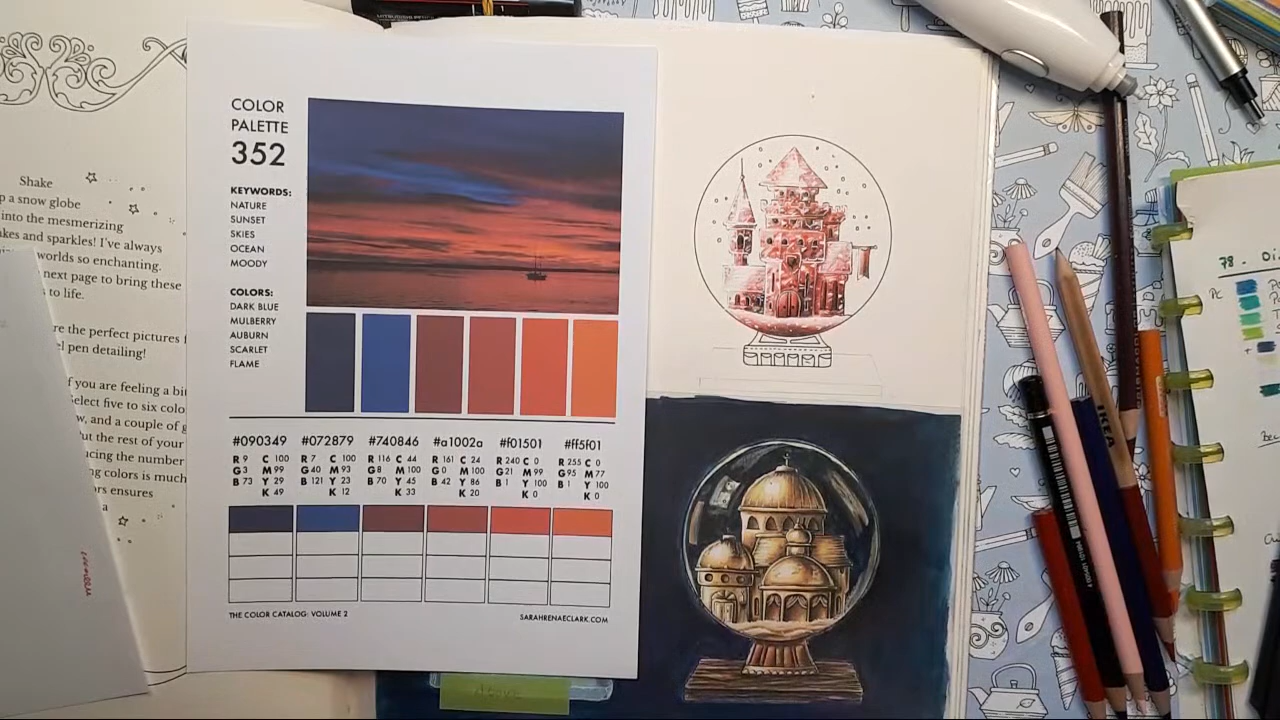 Shake
p a snow globe
into the mesmerizing
kes and sparkles! I've always
worlds so enchanting.
next page to bring these
to life.
re the perfect pictures f
el pen detailing!
f you are feeling a bit
elect five to six colo
w, and a couple of g
ut the rest of your
ucing the number
ng colors is much
ors ensures
a
COLOR
PALETTE
352
KEYWORDS:
NATURE
SUNSET
SKIES
OCEAN
MOODY
COLORS:
DARK BLUE
MULBERRY
AUBURN
SCARLET
FLAME
#090349 #072879 #740846 #a1002a #f01501 #ff5f01
R 9 C 100 R 7 C 100 R 116 C 44 R 161 C 24 R 240 C 0 R 255 C 0
G 3 M 99 G 40 M 93 G 8 M 100 G 0 M 100 G 21 M 99 G 95 M 77
B 73 Y 29 B 121 Y 23 B 70 Y 45 B 42 Y 86 B 1 Y 100 B 1 Y 100
K 49 K 12 K 33 K 20 K 0 K 0
THE COLOR CATALOG: VOLUME 2 SARAHRENAECLARK.COM
IKEA
78. Oi
PC